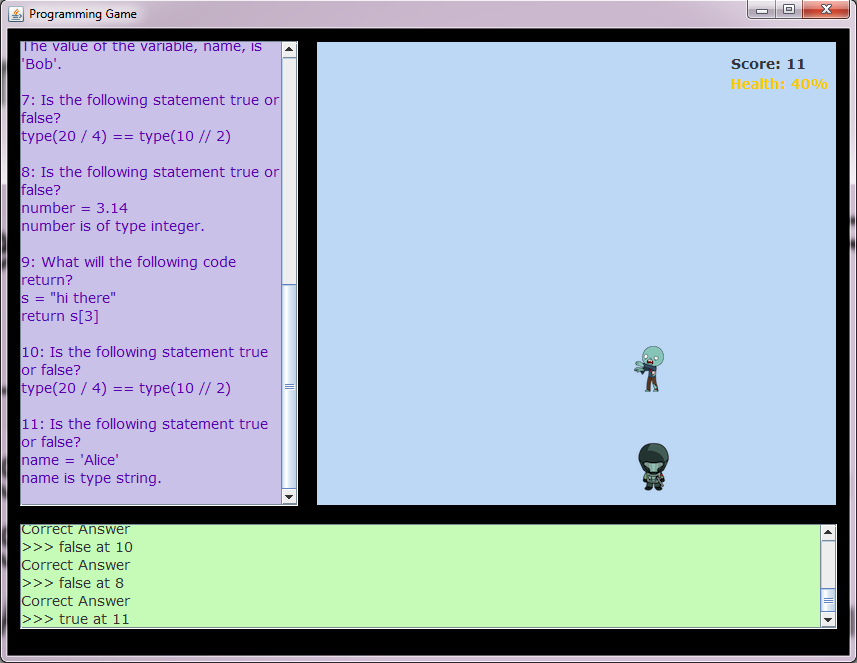 Programming Game
The value of the variable, name, is
'Bob'.
7: Is the following statement true or
false?
type(20 / 4) == type(10 // 2)
8: Is the following statement true or
false?
number = 3.14
number is of type integer.
9: What will the following code
return?
s = "hi there"
return s[3]
10: Is the following statement true
or false?
type(20 / 4) == type(10 // 2)
11: Is the following statement true
or false?
name = 'Alice'
name is type string.
Score: 11
Health: 40%
Correct Answer
>>> false at 10
Correct Answer
>>> false at 8
Correct Answer
>>> true at 11